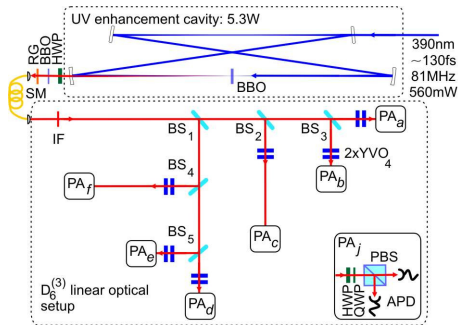 UV enhancement cavity: 5.3W
390nm
~130fs
81MHz
560mW
RG
BBO
HWP
BBO
SM
IF
BS1
BS2
BS3
PAa
2xYVO4
PAb
BS4
PAf
PAc
BS5
PAe
PAd
D6(3) linear optical
setup
PAj
PBS
HWP
QWP
APD